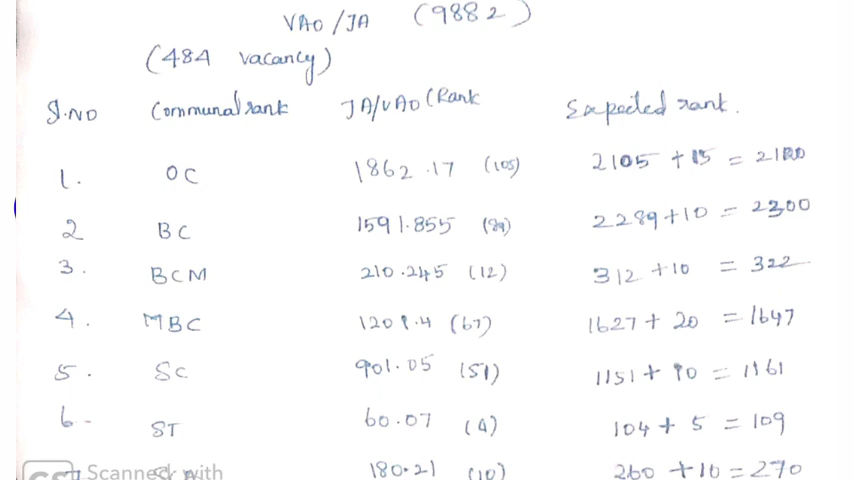 VAO/JA (9882)
(484 vacancy)
S.NO Communal rank JA/VAO (Rank Expected rank.
1. OC 1862.17 (105) 2105 + 15 =
2 BC 1591.855 (89) 2289+10 = 2300
3. BCM 210.245 (12) 312 +10 = 322
4. MBC 1201.4 (67) 1627+ 20 = 1647
5. SC 901.05 (51) 1151+ 10 = 1161
6- ST 60.07 (4) 104 + 5 = 109
180.21 (10) 260 +10 = 270
Scanned with